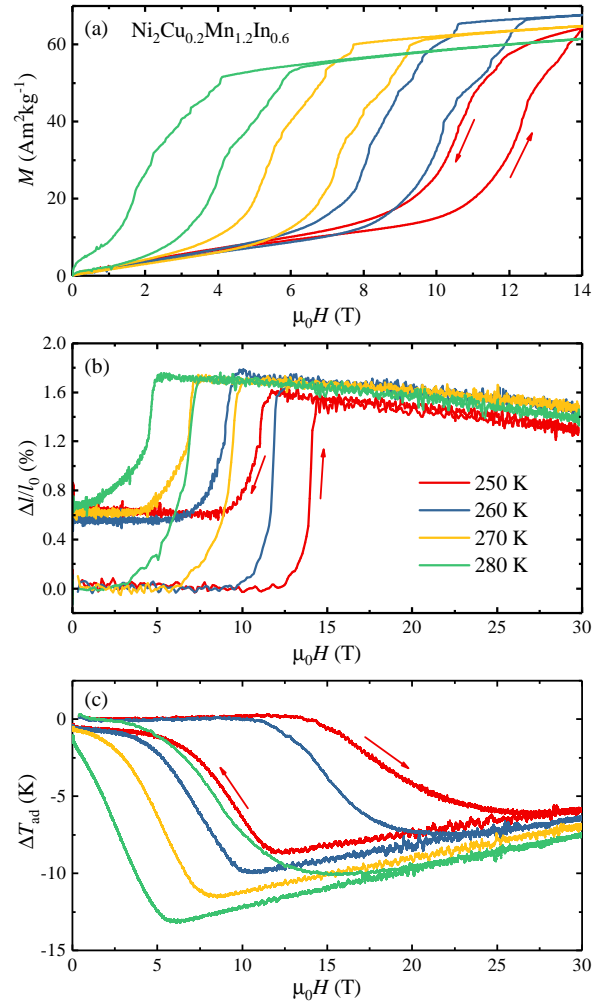 (a) Ni₂Cu₀.₂Mn₁.₂In₀.₆
M (Am²kg⁻¹)
60
40
20
0
0 2 4 6 8 10 12 14
μ₀H (T)
(b)
Δl/l₀ (%)
2.0
1.6
1.2
0.8
0.4
0.0
250 K
260 K
270 K
280 K
0 5 10 15 20 25 30
μ₀H (T)
(c)
ΔT_ad (K)
0
-5
-10
-15
0 5 10 15 20 25 30
μ₀H (T)